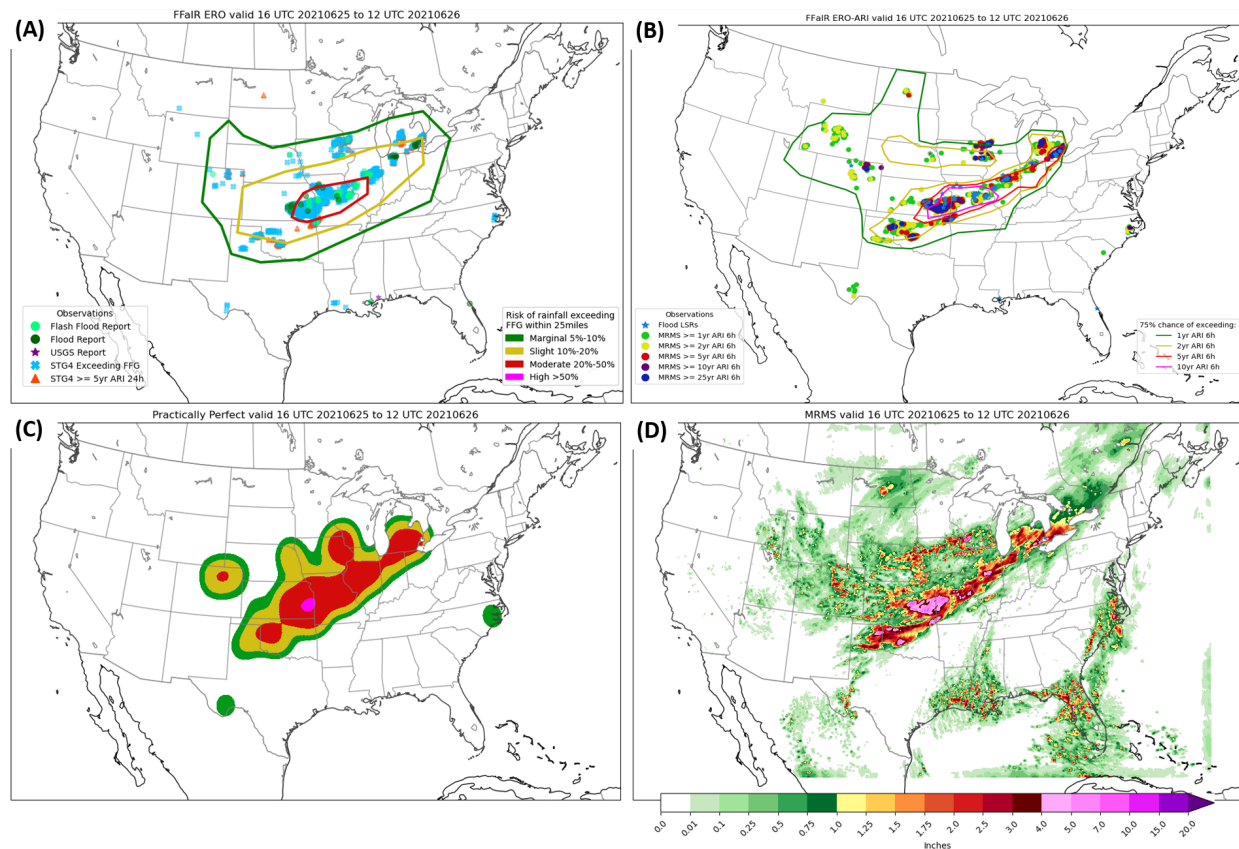 (A)
FFaIR ERO valid 16 UTC 20210625 to 12 UTC 20210626
Observations
Flash Flood Report
Flood Report
USGS Report
STG4 Exceeding FFG
STG4 >= 5yr ARI 24h
Risk of rainfall exceeding
FFG within 25miles
Marginal 5%-10%
Slight 10%-20%
Moderate 20%-50%
High >50%
(B)
FFaIR ERO-ARI valid 16 UTC 20210625 to 12 UTC 20210626
Observations
Flood LSRs
MRMS >= 1yr ARI 6h
MRMS >= 2yr ARI 6h
MRMS >= 5yr ARI 6h
MRMS >= 10yr ARI 6h
MRMS >= 25yr ARI 6h
75% chance of exceeding:
1yr ARI 6h
2yr ARI 6h
5yr ARI 6h
10yr ARI 6h
(C)
Practically Perfect valid 16 UTC 20210625 to 12 UTC 20210626
(D)
MRMS valid 16 UTC 20210625 to 12 UTC 20210626
0.0 0.01 0.1 0.25 0.5 0.75 1.0 1.25 1.5 1.75 2.0 2.5 3.0 4.0 5.0 7.0 10.0 15.0 20.0
Inches